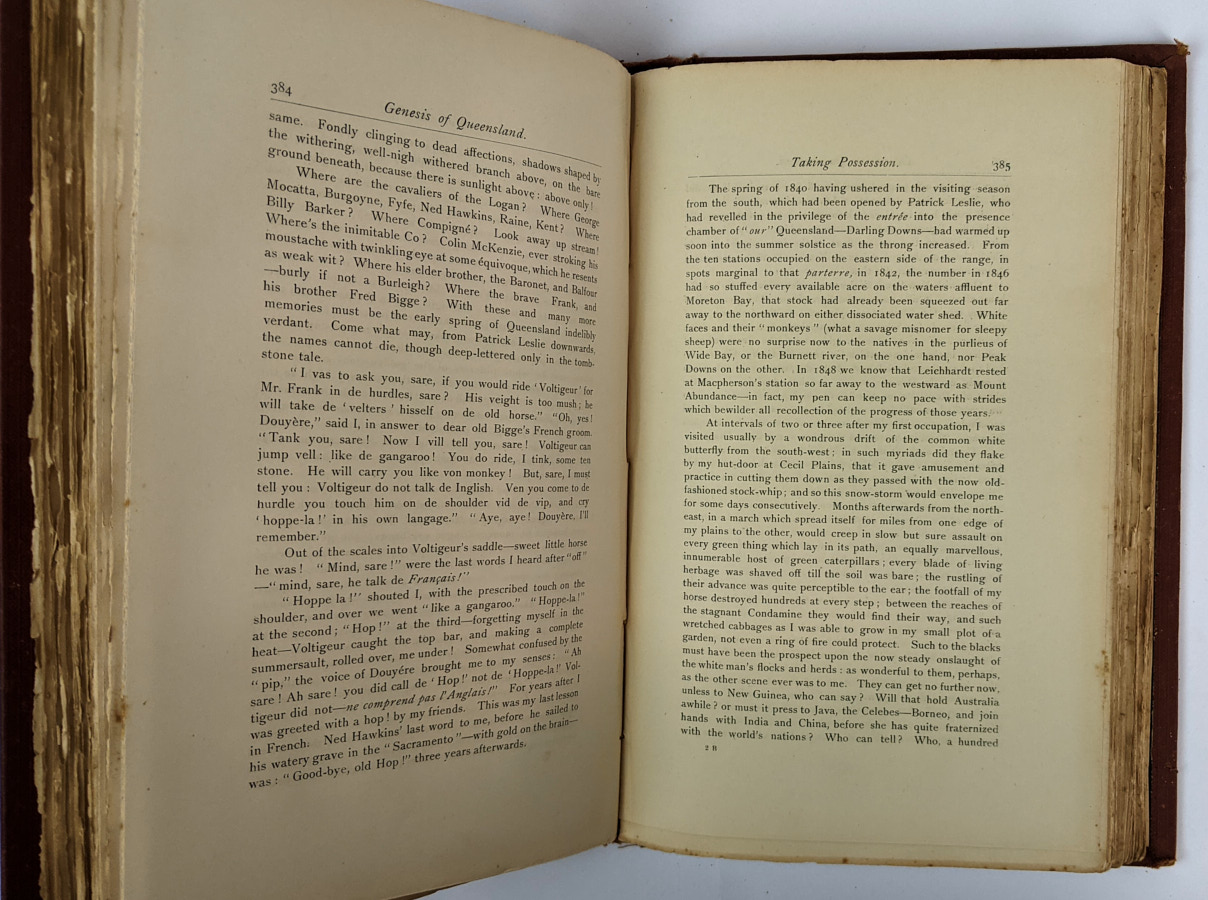 384
Genesis of Queensland.
same. Fondly clinging to dead affections, shadows shaped by
the withering, well-nigh withered branch above, on the bare
ground beneath, because there is sunlight above: above only!
Where are the cavaliers of the Logan? Where George
Mocatta, Burgoyne, Fyfe, Ned Hawkins, Raine, Kent? Where
Billy Barker? Where Compigné? Look away up stream!
Where's the inimitable Co? Colin McKenzie, ever stroking his
moustache with twinkling eye at some équivoque, which he resents
as weak wit? Where his elder brother, the Baronet, and Balfour
—burly if not a Burleigh? Where the brave Frank, and
his brother Fred Bigge? With these and many more
memories must be the early spring of Queensland indelibly
verdant. Come what may, from Patrick Leslie downwards,
the names cannot die, though deep-lettered only in the tomb-
stone tale.
"I vas to ask you, sare, if you would ride 'Voltigeur' for
Mr. Frank in de hurdles, sare? His veight is too mush; he
will take de 'velters' hisself on de old horse." "Oh, yes!
Douyère," said I, in answer to dear old Bigge's French groom.
"Tank you, sare! Now I vill tell you, sare! Voltigeur can
jump vell: like de gangaroo! You do ride, I tink, some ten
stone. He will carry you like von monkey! But, sare, I must
tell you: Voltigeur do not talk de Inglish. Ven you come to de
hurdle you touch him on de shoulder vid de vip, and cry
'hoppe-la!' in his own langage." "Aye, aye! Douyère, I'll
remember."
Out of the scales into Voltigeur's saddle—sweet little horse
he was! "Mind, sare!" were the last words I heard after "off"
—"mind, sare, he talk de Français!"
"Hoppe la!" shouted I, with the prescribed touch on the
shoulder, and over we went "like a gangaroo." "Hoppe-la!"
at the second; "Hop!" at the third—forgetting myself in the
heat—Voltigeur caught the top bar, and making a complete
summersault, rolled over, me under! Somewhat confused by the
"pip," the voice of Douyére brought me to my senses: "Ah
sare! Ah sare! you did call de 'Hop!' not de 'Hoppe-la!' Vol-
tigeur did not—ne comprend pas l'Anglais!" For years after I
was greeted with a hop! by my friends. This was my last lesson
in French. Ned Hawkins' last word to me, before he sailed to
his watery grave in the "Sacramento"—with gold on the brain—
was: "Good-bye, old Hop!" three years afterwards.
Taking Possession.
385
The spring of 1840 having ushered in the visiting season
from the south, which had been opened by Patrick Leslie, who
had revelled in the privilege of the entrée into the presence
chamber of "our" Queensland—Darling Downs—had warmed up
soon into the summer solstice as the throng increased. From
the ten stations occupied on the eastern side of the range, in
spots marginal to that parterre, in 1842, the number in 1846
had so stuffed every available acre on the waters affluent to
Moreton Bay, that stock had already been squeezed out far
away to the northward on either dissociated water shed. White
faces and their "monkeys" (what a savage misnomer for sleepy
sheep) were no surprise now to the natives in the purlieus of
Wide Bay, or the Burnett river, on the one hand, nor Peak
Downs on the other. In 1848 we know that Leichhardt rested
at Macpherson's station so far away to the westward as Mount
Abundance—in fact, my pen can keep no pace with strides
which bewilder all recollection of the progress of those years.
At intervals of two or three after my first occupation, I was
visited usually by a wondrous drift of the common white
butterfly from the south-west; in such myriads did they flake
by my hut-door at Cecil Plains, that it gave amusement and
practice in cutting them down as they passed with the now old-
fashioned stock-whip; and so this snow-storm would envelope me
for some days consecutively. Months afterwards from the north-
east, in a march which spread itself for miles from one edge of
my plains to the other, would creep in slow but sure assault on
every green thing which lay in its path, an equally marvellous,
innumerable host of green caterpillars; every blade of living
herbage was shaved off till the soil was bare; the rustling of
their advance was quite perceptible to the ear; the footfall of my
horse destroyed hundreds at every step; between the reaches of
the stagnant Condamine they would find their way, and such
wretched cabbages as I was able to grow in my small plot of a
garden, not even a ring of fire could protect. Such to the blacks
must have been the prospect upon the now steady onslaught of
the white man's flocks and herds: as wonderful to them, perhaps,
as the other scene ever was to me. They can get no further now,
unless to New Guinea, who can say? Will that hold Australia
awhile? or must it press to Java, the Celebes—Borneo, and join
hands with India and China, before she has quite fraternized
with the world's nations? Who can tell? Who, a hundred
2 B